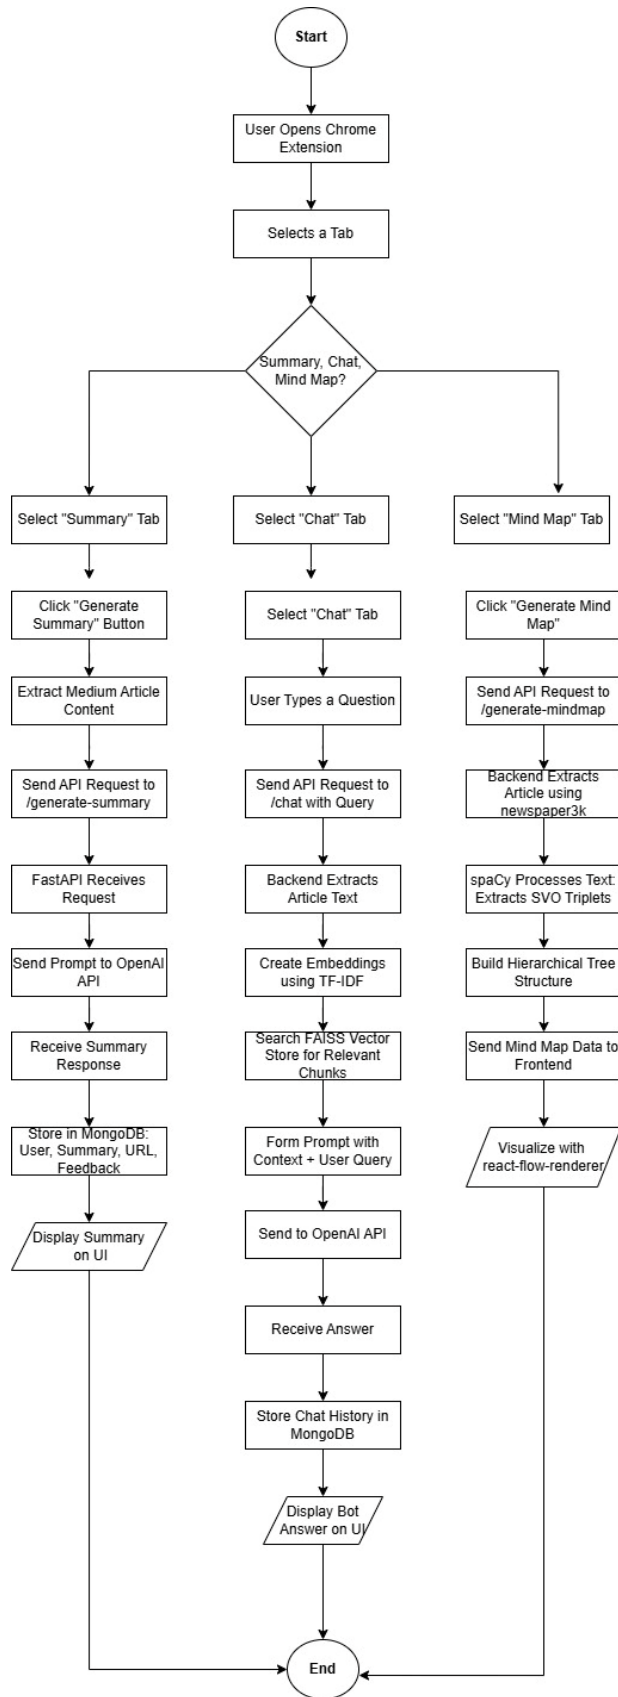 Start
User Opens Chrome
Extension
Selects a Tab
Summary, Chat,
Mind Map?
Select "Summary" Tab
Click "Generate
Summary" Button
Extract Medium Article
Content
Send API Request to
/generate-summary
FastAPI Receives
Request
Send Prompt to OpenAI
API
Receive Summary
Response
Store in MongoDB:
User, Summary, URL,
Feedback
Display Summary
on UI
Select "Chat" Tab
Select "Chat" Tab
User Types a Question
Send API Request to
/chat with Query
Backend Extracts
Article Text
Create Embeddings
using TF-IDF
Search FAISS Vector
Store for Relevant
Chunks
Form Prompt with
Context + User Query
Send to OpenAI API
Receive Answer
Store Chat History in
MongoDB
Display Bot
Answer on UI
Select "Mind Map" Tab
Click "Generate Mind
Map"
Send API Request to
/generate-mindmap
Backend Extracts
Article using
newspaper3k
spaCy Processes Text:
Extracts SVO Triplets
Build Hierarchical Tree
Structure
Send Mind Map Data to
Frontend
Visualize with
react-flow-renderer
End